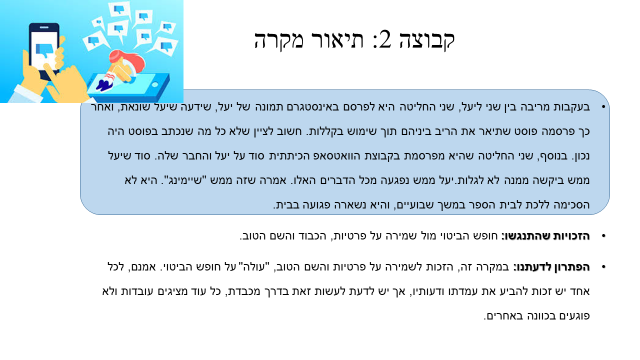 קבוצה 2: תיאור מקרה
• בעקבות מריבה בין שני ליעל, שני החליטה היא לפרסם באינסטגרם תמונה של יעל, שידעה שיעל שונאת, ואחר
כך פרסמה פוסט שתיאר את הריב ביניהם תוך שימוש בקללות. חשוב לציין שלא כל מה שנכתב בפוסט היה
נכון. בנוסף, שני החליטה שהיא מפרסמת בקבוצת הוואטסאפ הכיתתית סוד על יעל והחבר שלה. סוד שיעל
ממש ביקשה ממנה לא לגלות.יעל ממש נפגעה מכל הדברים האלו. אמרה שזה ממש "שיימינג". היא לא
הסכימה ללכת לבית הספר במשך שבועיים, והיא נשארה פגועה בבית.
• הזכויות שהתנגשו: חופש הביטוי מול שמירה על פרטיות, הכבוד והשם הטוב.
• הפתרון לדעתנו: במקרה זה, הזכות לשמירה על פרטיות והשם הטוב, "עולה" על חופש הביטוי. אמנם, לכל
אחד יש זכות להביע את עמדתו ודעותיו, אך יש לדעת לעשות זאת בדרך מכבדת, כל עוד מציגים עובדות ולא
פוגעים בכוונה באחרים.